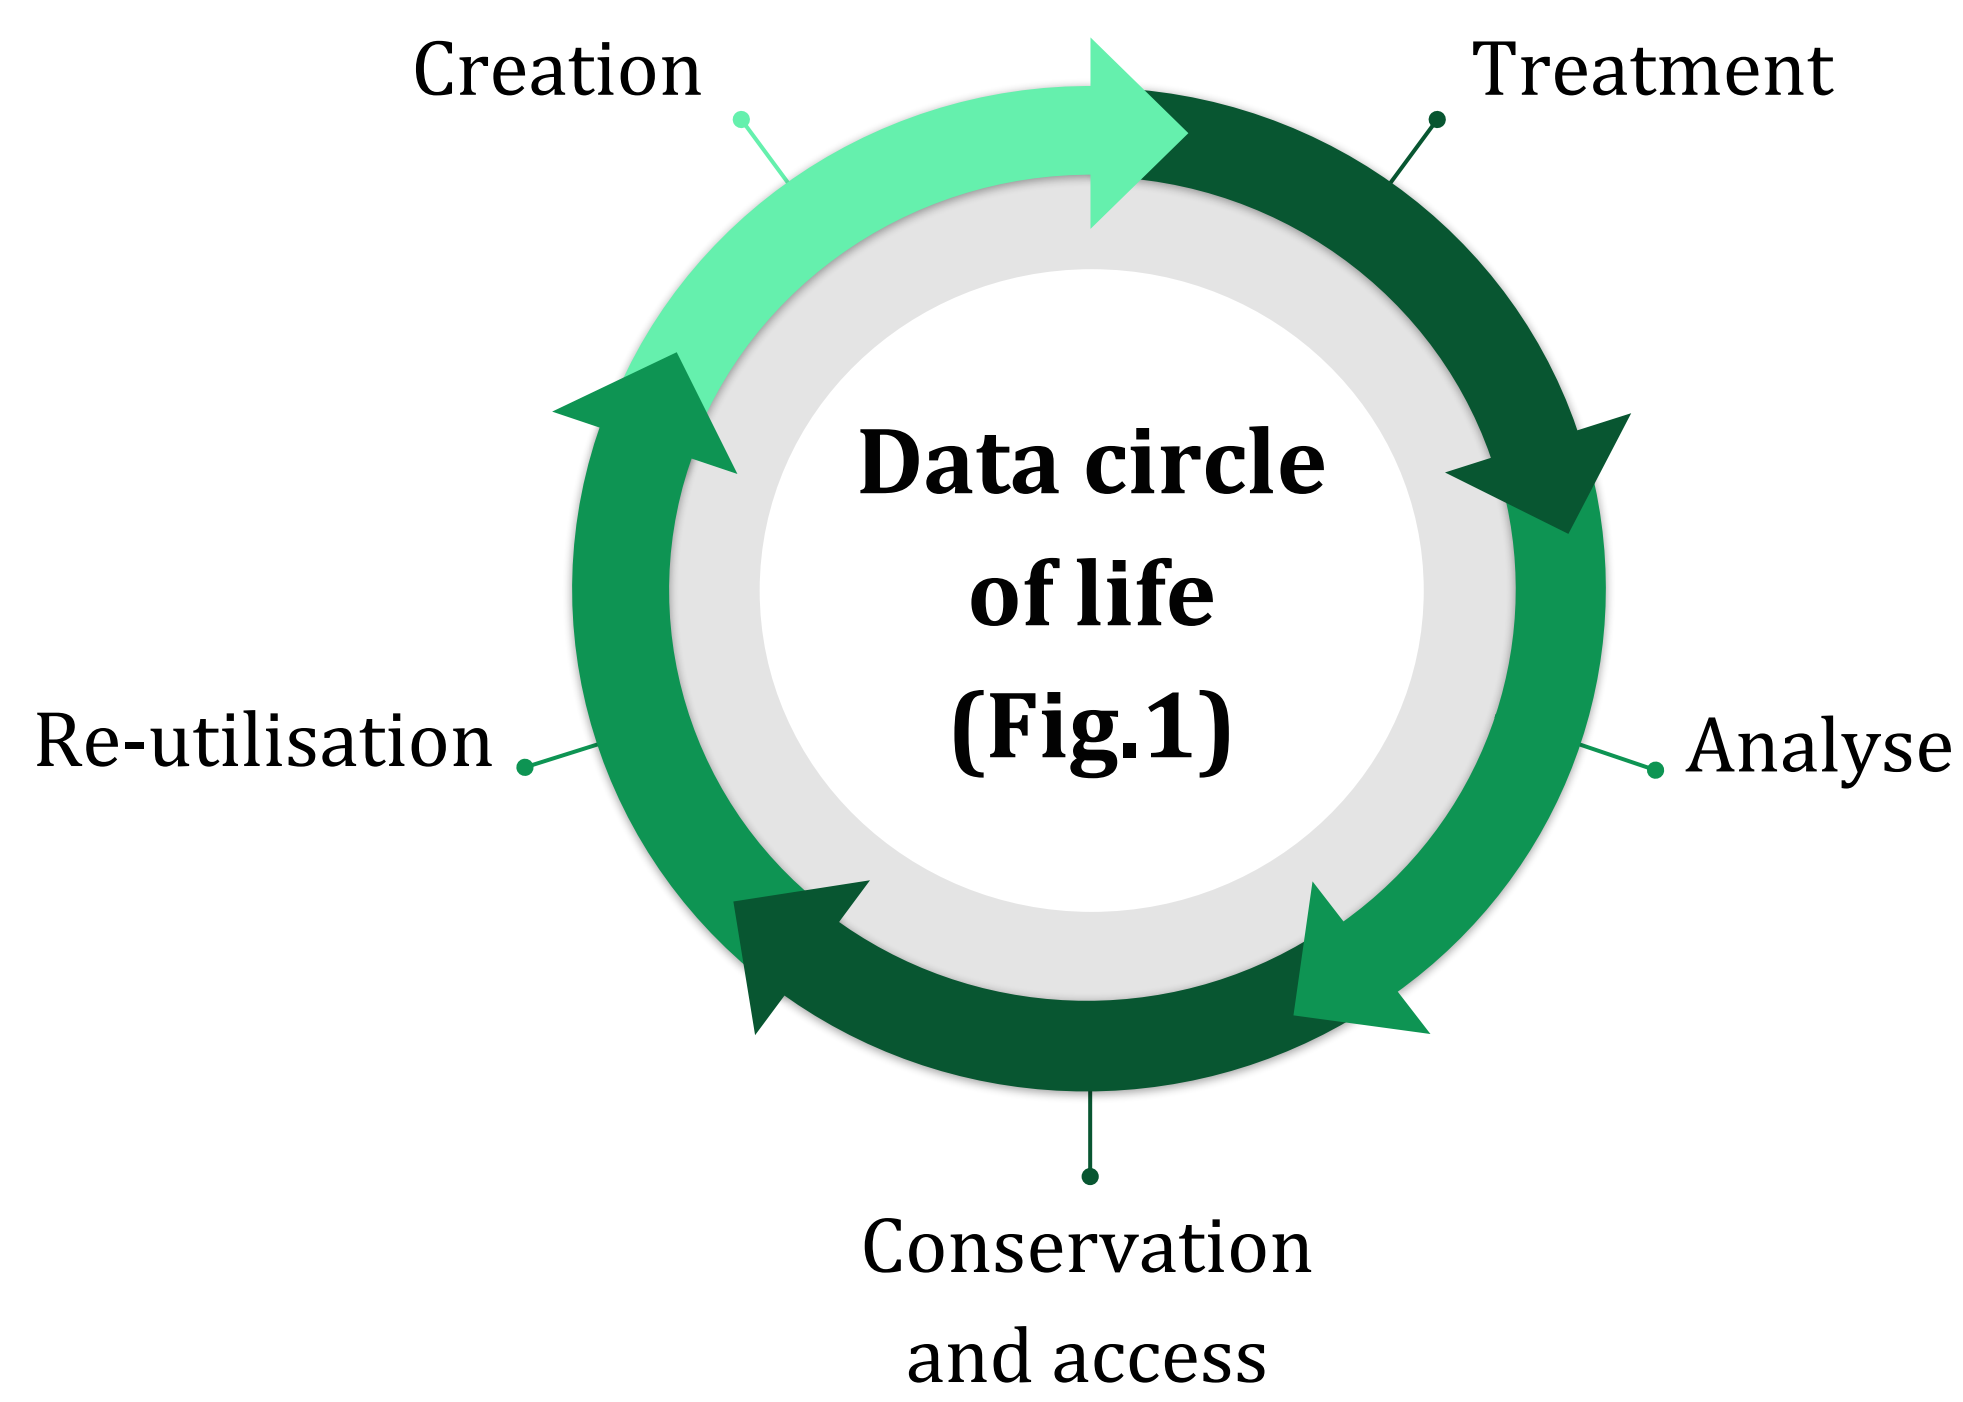 Creation
Treatment
Data circle
of life
(Fig.1)
Re-utilisation
Analyse
Conservation
and access